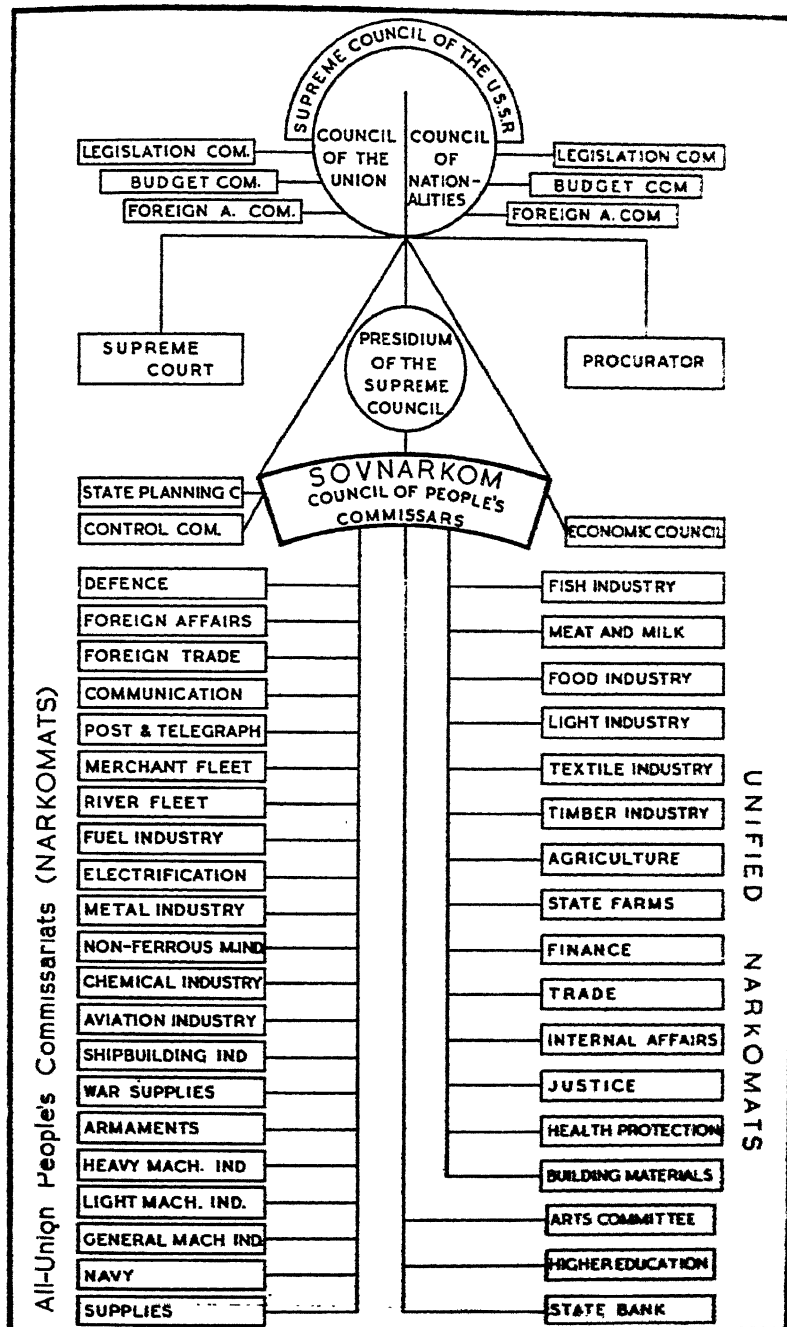 SUPREME COUNCIL OF THE U.S.S.R
COUNCIL
OF THE
UNION
COUNCIL
OF
NATION-
ALITIES
LEGISLATION COM.
BUDGET COM.
FOREIGN A. COM.
LEGISLATION COM
BUDGET COM
FOREIGN A. COM
SUPREME
COURT
PRESIDIUM
OF THE
SUPREME
COUNCIL
PROCURATOR
SOVNARKOM
COUNCIL OF PEOPLE'S
COMMISSARS
STATE PLANNING C
CONTROL COM.
ECONOMIC COUNCIL
All-Union People's Commissariats (NARKOMATS)
DEFENCE
FOREIGN AFFAIRS
FOREIGN TRADE
COMMUNICATION
POST & TELEGRAPH
MERCHANT FLEET
RIVER FLEET
FUEL INDUSTRY
ELECTRIFICATION
METAL INDUSTRY
NON-FERROUS M.IND
CHEMICAL INDUSTRY
AVIATION INDUSTRY
SHIPBUILDING IND
WAR SUPPLIES
ARMAMENTS
HEAVY MACH. IND
LIGHT MACH. IND.
GENERAL MACH IND
NAVY
SUPPLIES
FISH INDUSTRY
MEAT AND MILK
FOOD INDUSTRY
LIGHT INDUSTRY
TEXTILE INDUSTRY
TIMBER INDUSTRY
AGRICULTURE
STATE FARMS
FINANCE
TRADE
INTERNAL AFFAIRS
JUSTICE
HEALTH PROTECTION
BUILDING MATERIALS
ARTS COMMITTEE
HIGHER EDUCATION
STATE BANK
UNIFIED NARKOMATS